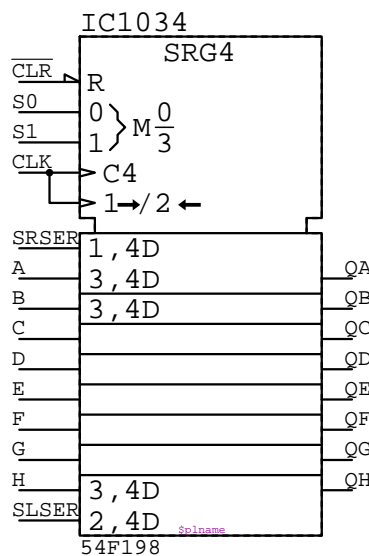 IC1034
SRG4
CLR R
S0 0
M 0/3
S1 1
CLK C4
1→/2←
SRSER 1,4D
A 3,4D QA
B 3,4D QB
C QC
D QD
E QE
F QF
G QG
H 3,4D QH
SLSER 2,4D
$plname
54F198